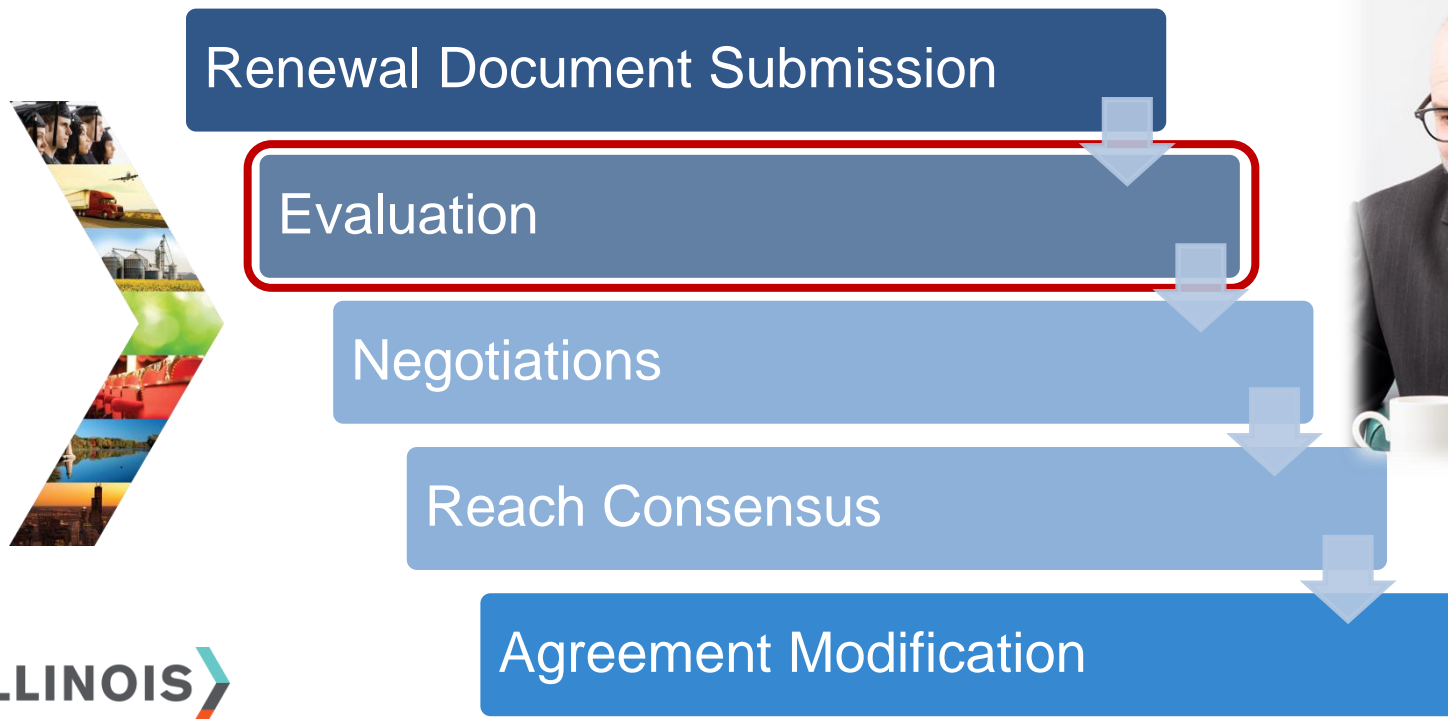 Renewal Document Submission
Evaluation
Negotiations
Reach Consensus
Agreement Modification
LLINOIS